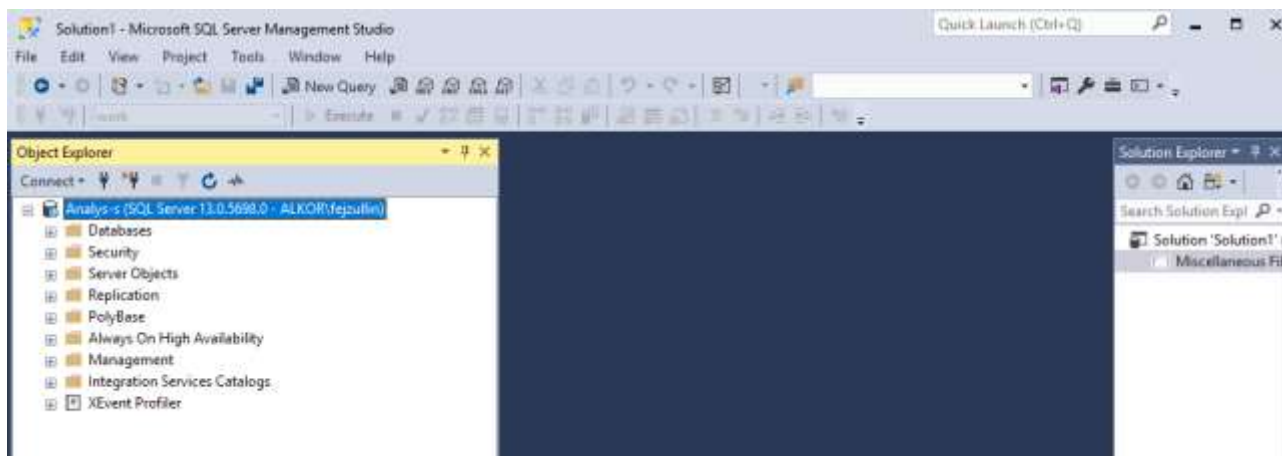 Solution1 - Microsoft SQL Server Management Studio
Quick Launch (Ctrl+Q)
File Edit View Project Tools Window Help
New Query
work
Execute
Object Explorer
Solution Explorer
Connect
Search Solution Expl
Analys-s (SQL Server 13.0.5698.0 - ALKOR\fejzullin)
Databases
Solution 'Solution1'
Security
Miscellaneous Fi
Server Objects
Replication
PolyBase
Always On High Availability
Management
Integration Services Catalogs
XEvent Profiler